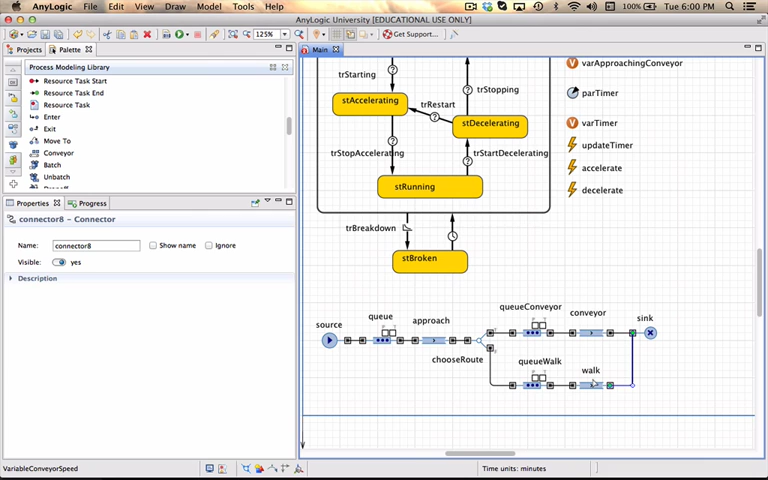 AnyLogic File Edit View Draw Model Tools Help 100% Tue 6:00 PM
AnyLogic University [EDUCATIONAL USE ONLY]
125% Get Support...
Projects Palette Main
Process Modeling Library
Resource Task Start
Resource Task End
Resource Task
Enter
Exit
Move To
Conveyor
Batch
Unbatch
Properties Progress
connector8 – Connector
Name: connector8 Show name Ignore
Visible: yes
Description
trStarting
stAccelerating
trRestart
trStopping
stDecelerating
trStopAccelerating
trStartDecelerating
stRunning
trBreakdown
stBroken
varApproachingConveyor
parTimer
varTimer
updateTimer
accelerate
decelerate
source
queue
approach
chooseRoute
queueConveyor
conveyor
sink
queueWalk
walk
VariableConveyorSpeed
Time units: minutes